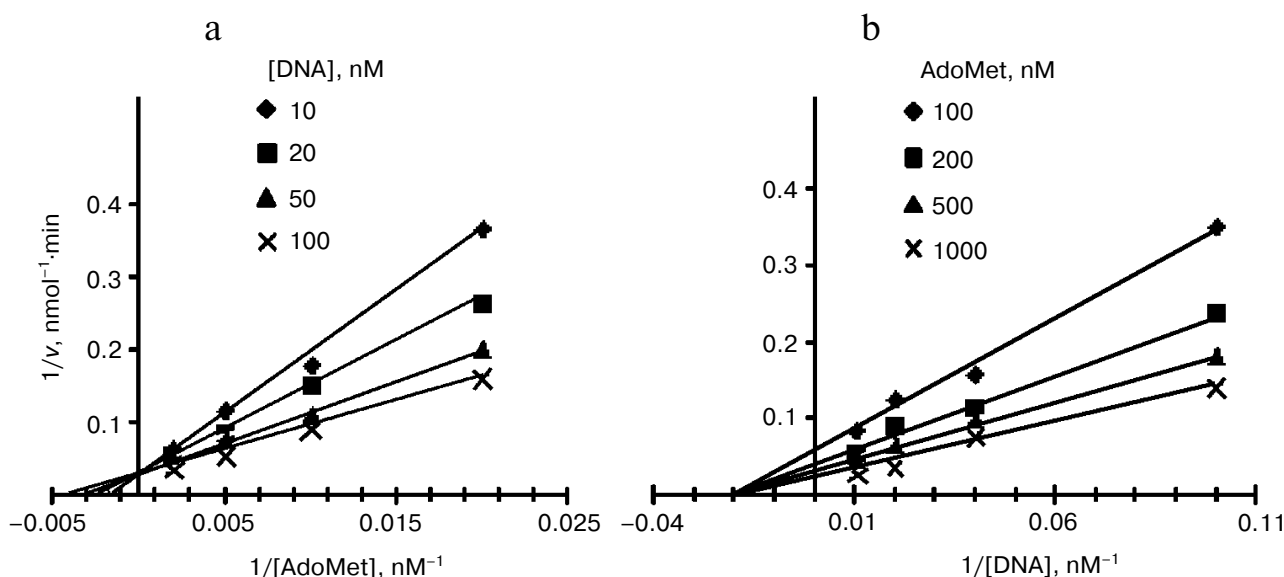 a
[DNA], nM
10
20
50
100
0.4
0.3
0.2
0.1
1/v, nmol⁻¹·min
−0.005 0.005 0.015 0.025
1/[AdoMet], nM⁻¹
b
AdoMet, nM
100
200
500
1000
0.4
0.3
0.2
0.1
−0.04 0.01 0.06 0.11
1/[DNA], nM⁻¹